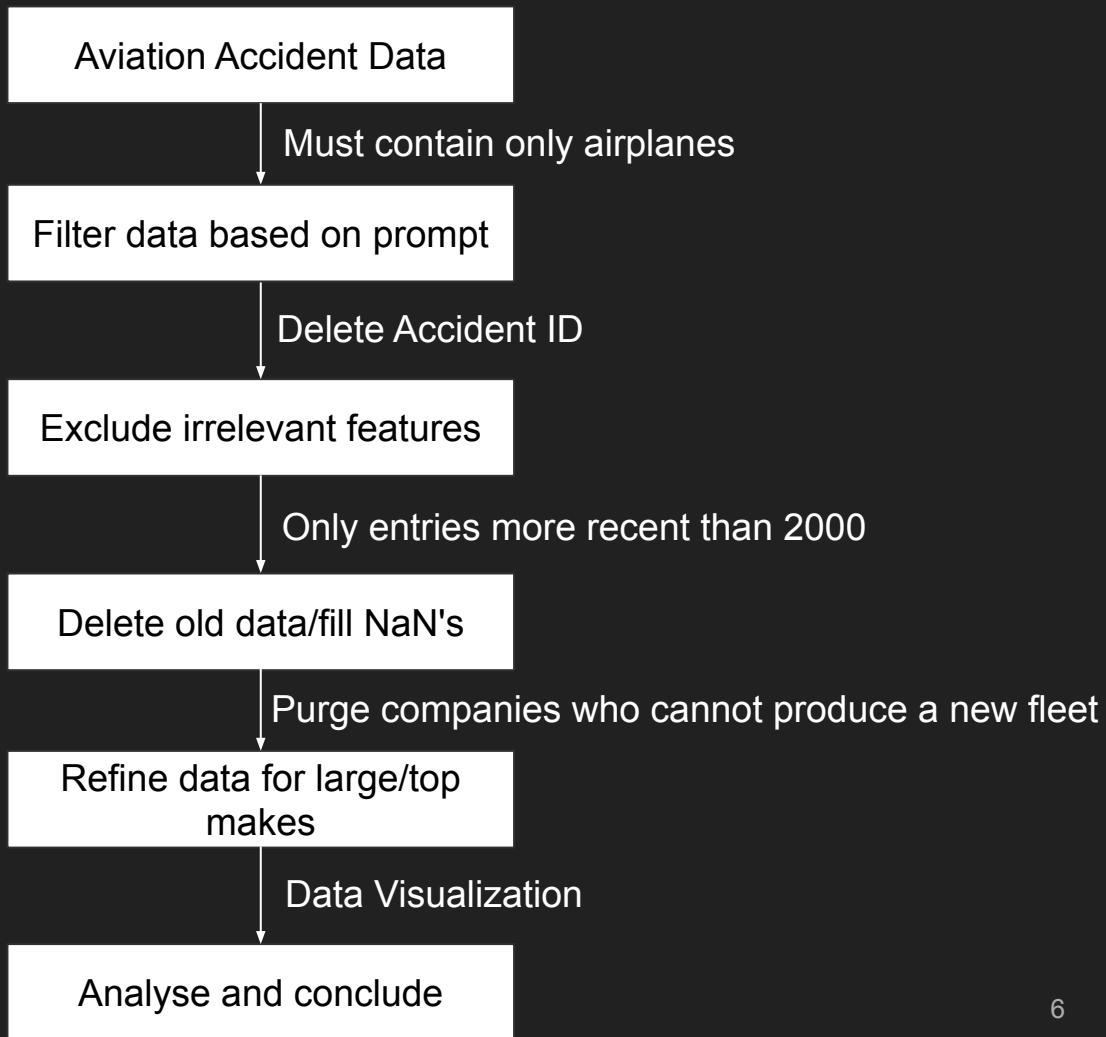 Aviation Accident Data
Must contain only airplanes
Filter data based on prompt
Delete Accident ID
Exclude irrelevant features
Only entries more recent than 2000
Delete old data/fill NaN's
Purge companies who cannot produce a new fleet
Refine data for large/top
makes
Data Visualization
Analyse and conclude
6